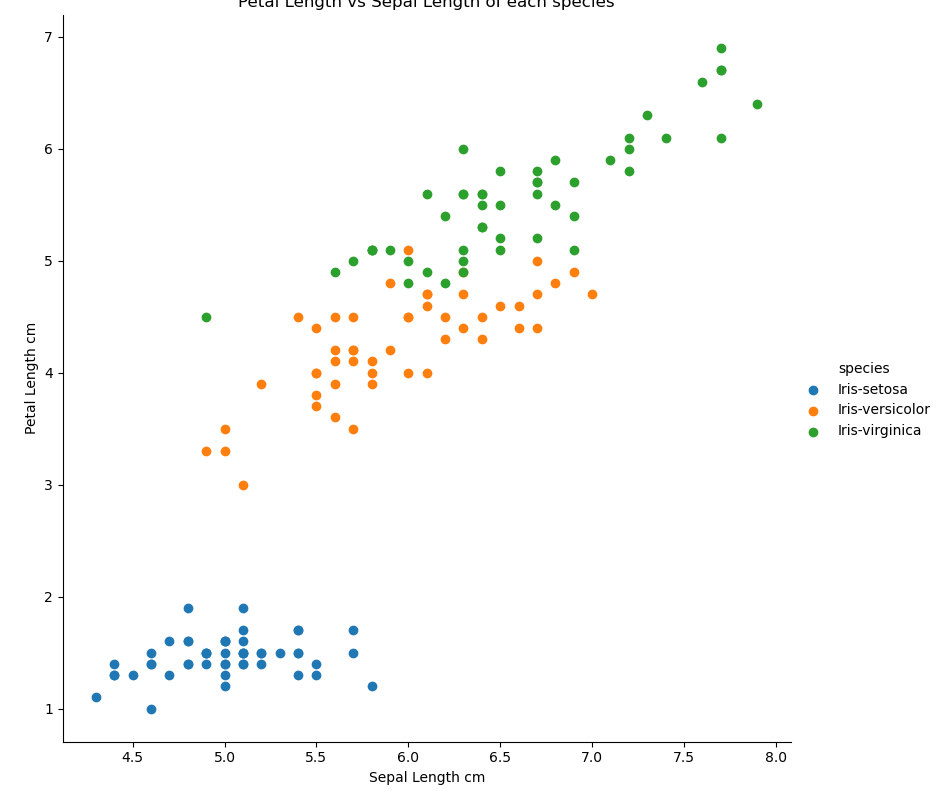 Petal Length vs Sepal Length of each species
7
6
5
4
3
2
1
Petal Length cm
4.5 5.0 5.5 6.0 6.5 7.0 7.5 8.0
Sepal Length cm
species
Iris-setosa
Iris-versicolor
Iris-virginica